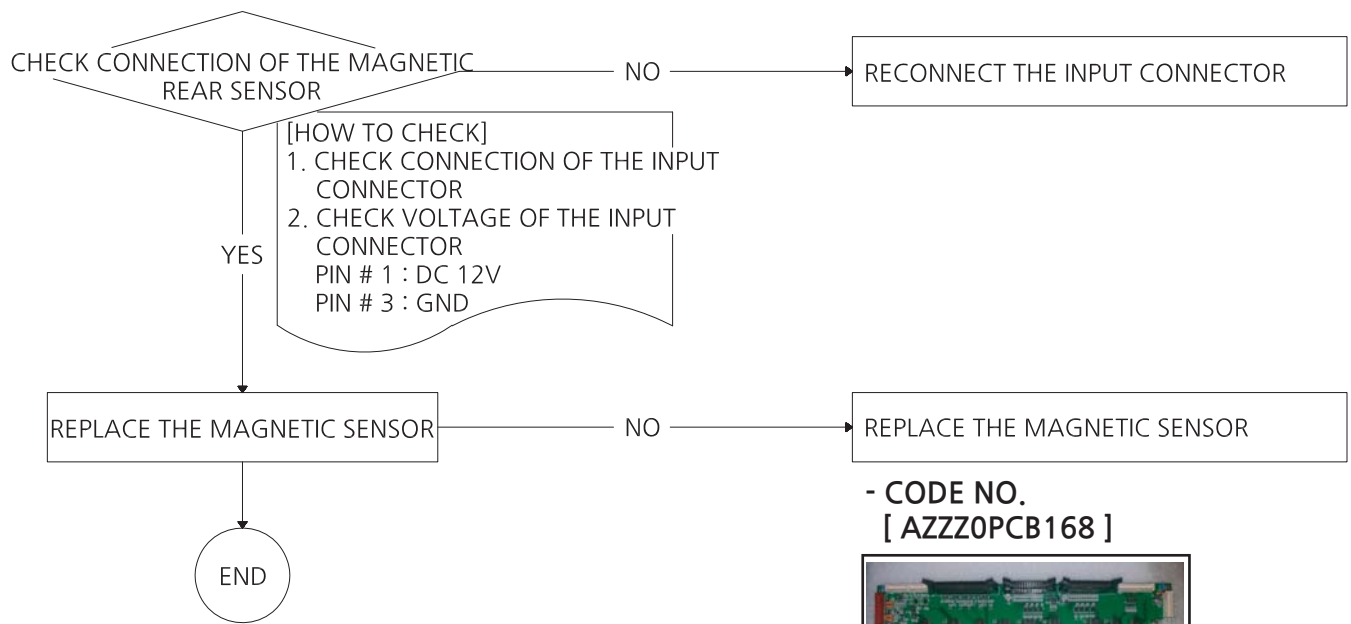 CHECK CONNECTION OF THE MAGNETIC
REAR SENSOR
NO
RECONNECT THE INPUT CONNECTOR
[HOW TO CHECK]
1. CHECK CONNECTION OF THE INPUT
CONNECTOR
2. CHECK VOLTAGE OF THE INPUT
CONNECTOR
PIN # 1 : DC 12V
PIN # 3 : GND
YES
REPLACE THE MAGNETIC SENSOR
NO
REPLACE THE MAGNETIC SENSOR
- CODE NO.
[ AZZZ0PCB168 ]
END